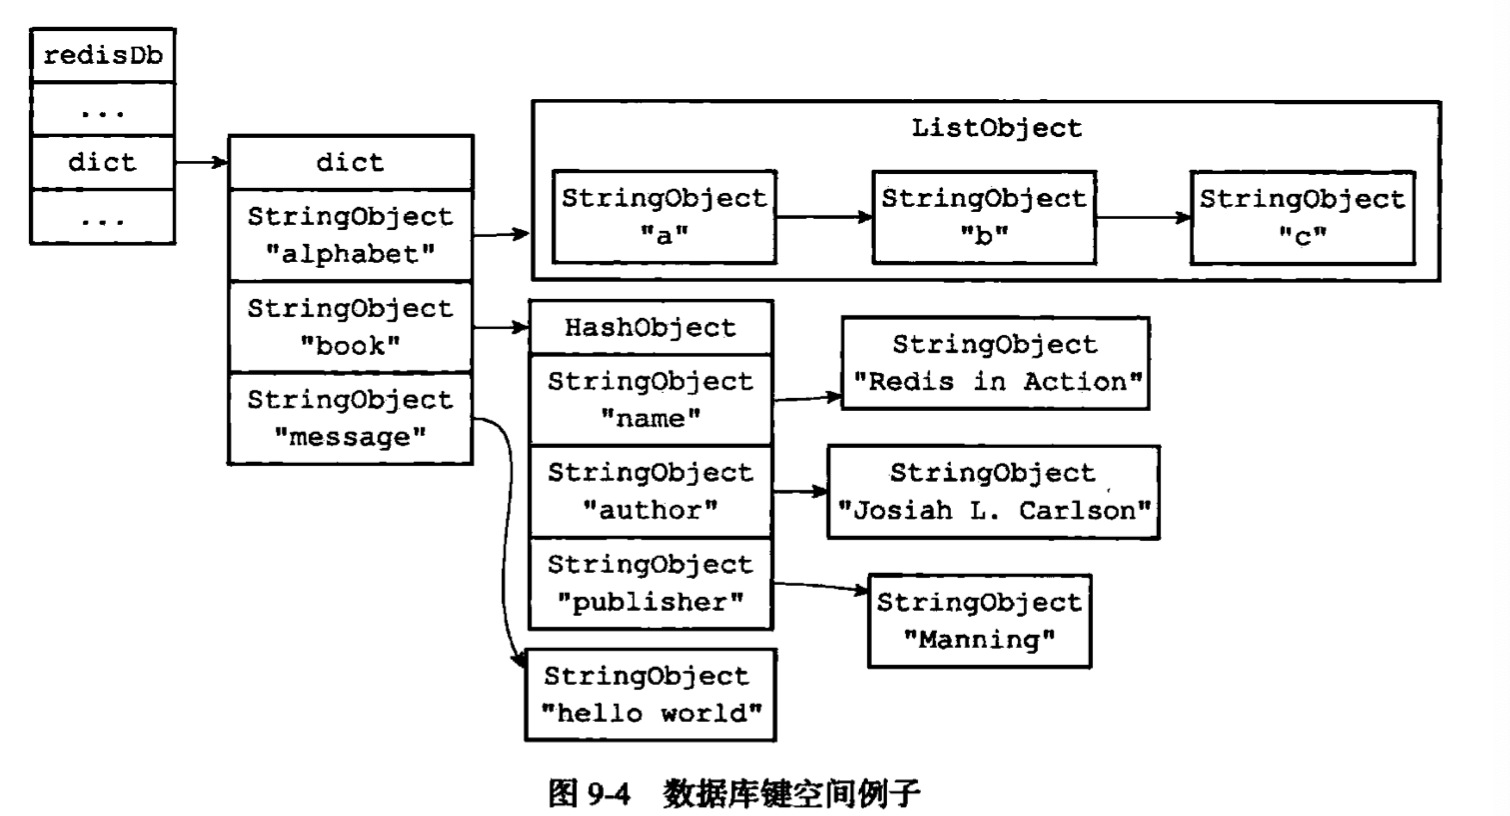 redisDb
...
dict
...
dict
StringObject
"alphabet"
StringObject
"book"
StringObject
"message"
ListObject
StringObject
"a"
StringObject
"b"
StringObject
"c"
HashObject
StringObject
"name"
StringObject
"author"
StringObject
"publisher"
StringObject
"Redis in Action"
StringObject
"Josiah L. Carlson"
StringObject
"Manning"
StringObject
"hello world"
图 9-4 数据库键空间例子